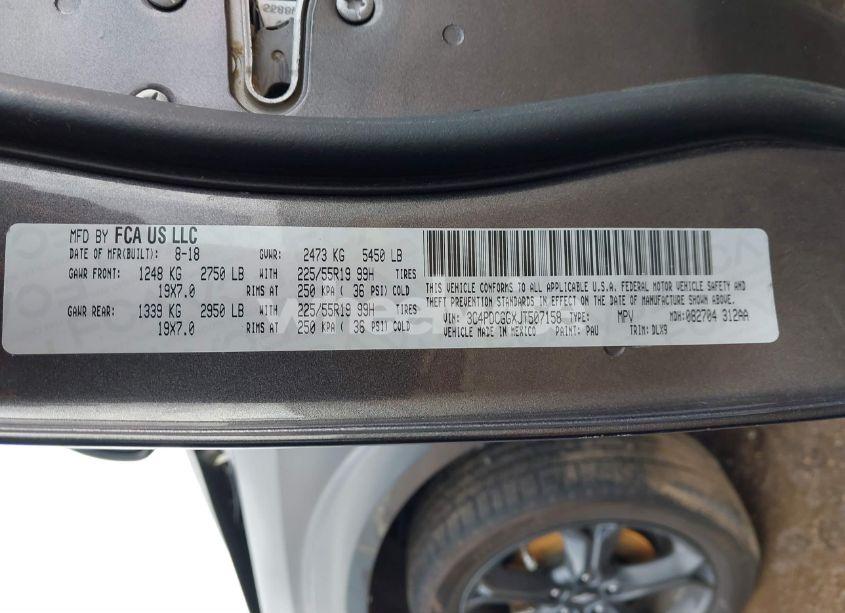 MFD BY FCA US LLC
DATE OF MFR(BUILT): 8-18 GVWR: 2473 KG 5450 LB
GAWR FRONT: 1248 KG 2750 LB WITH 225/55R19 99H TIRES
19X7.0 RIMS AT 250 KPA ( 36 PSI) COLD
GAWR REAR: 1339 KG 2950 LB WITH 225/55R19 99H TIRES
19X7.0 RIMS AT 250 KPA ( 36 PSI) COLD
THIS VEHICLE CONFORMS TO ALL APPLICABLE U.S.A. FEDERAL MOTOR VEHICLE SAFETY AND
THEFT PREVENTION STANDARDS IN EFFECT ON THE DATE OF MANUFACTURE SHOWN ABOVE.
VIN: 3C4PDCGGXJT507158 TYPE: MPV MDH: 082704 312AA
VEHICLE MADE IN MEXICO PAINT: PAU TRIM: DLX9